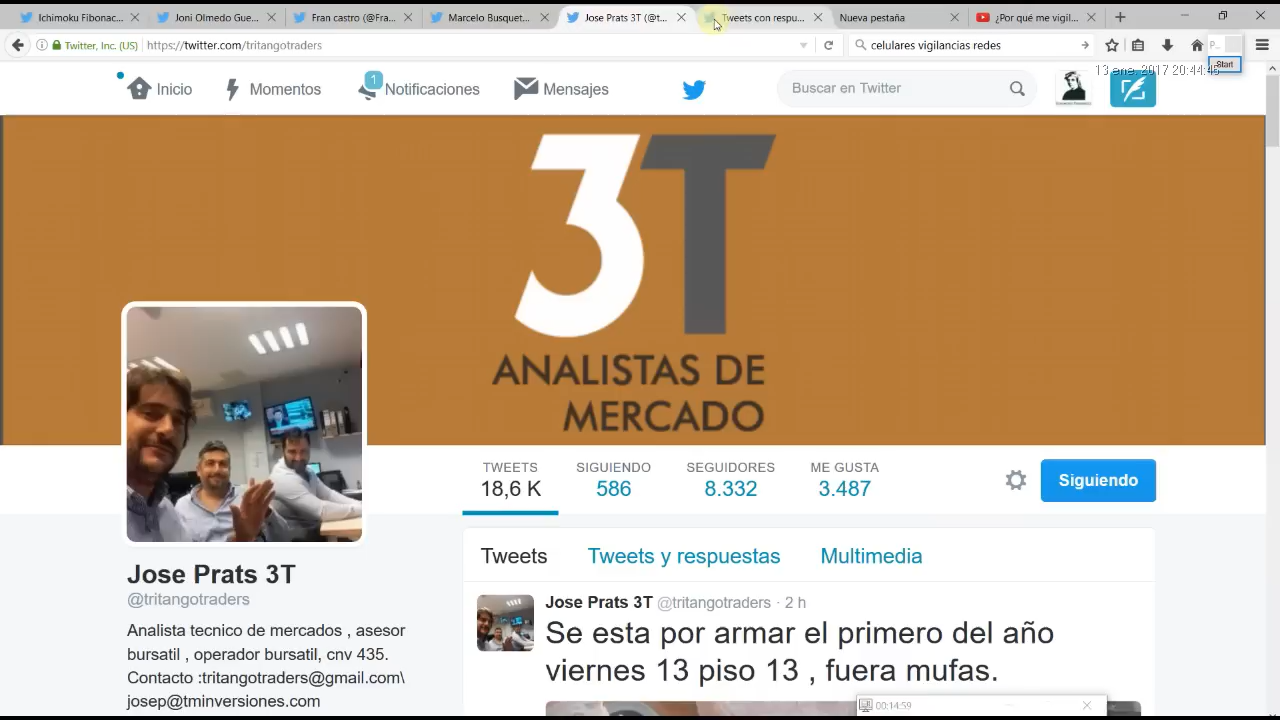 Ichimoku Fibonac...
Joni Olmedo Gue...
Fran castro (@Fra...
Marcelo Busquet...
Jose Prats 3T (@t...
Tweets con respu...
Nueva pestaña
¿Por qué me vigil...
Twitter, Inc. (US)
https://twitter.com/tritangotraders
celulares vigilancias redes
Start
13 ene. 2017 20:44:45
Inicio
Momentos
1
Notificaciones
Mensajes
Buscar en Twitter
3T
ANALISTAS DE
MERCADO
TWEETS
18,6 K
SIGUIENDO
586
SEGUIDORES
8.332
ME GUSTA
3.487
Siguiendo
Jose Prats 3T
@tritangotraders
Analista tecnico de mercados , asesor
bursatil , operador bursatil, cnv 435.
Contacto :tritangotraders@gmail.com\
josep@tminversiones.com
Tweets
Tweets y respuestas
Multimedia
Jose Prats 3T @tritangotraders · 2 h
Se esta por armar el primero del año
viernes 13 piso 13 , fuera mufas.
00:14:59